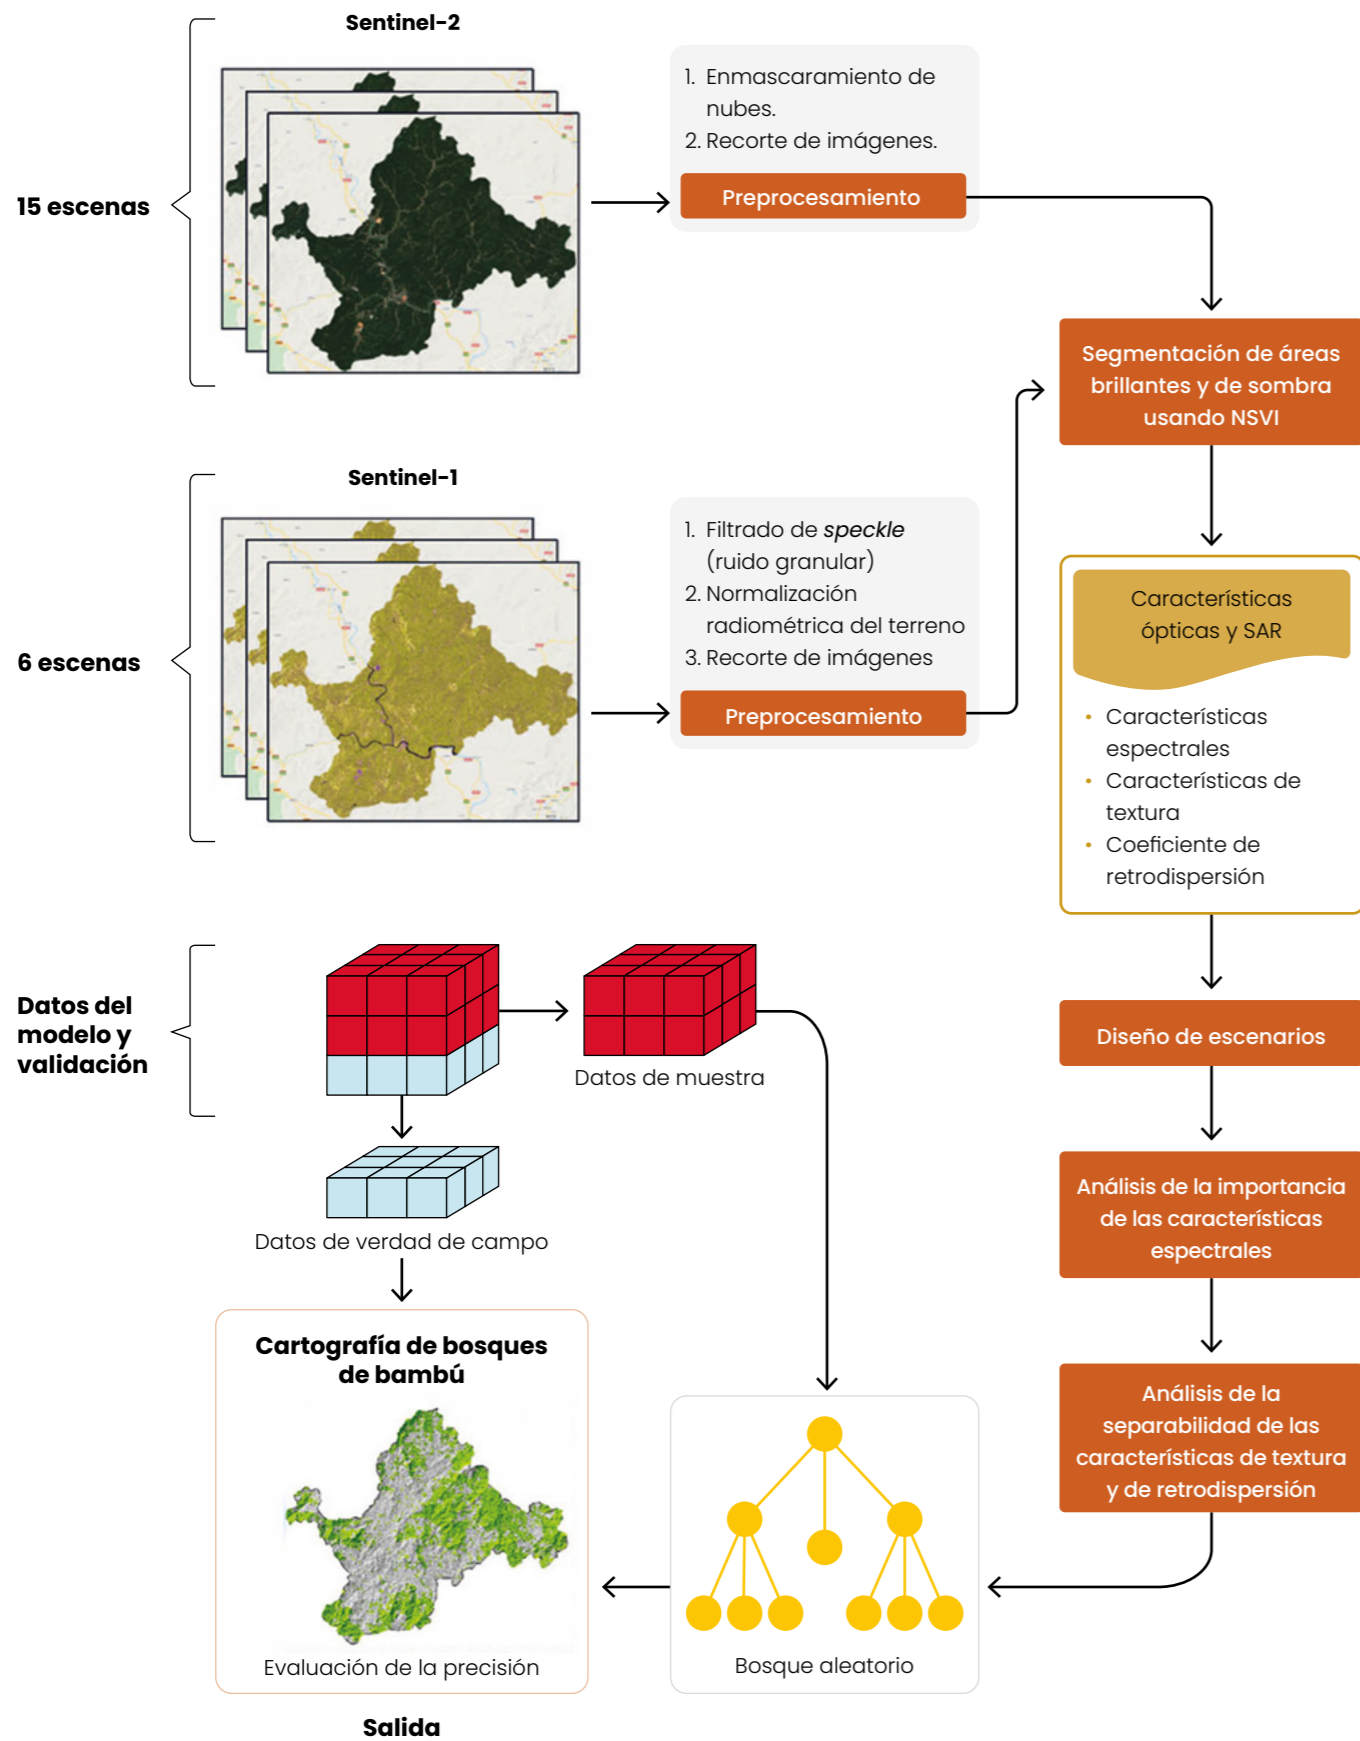 Sentinel-2
15 escenas
1. Enmascaramiento de
nubes.
2. Recorte de imágenes.
Preprocesamiento
Segmentación de áreas
brillantes y de sombra
usando NSVI
Sentinel-1
6 escenas
1. Filtrado de speckle
(ruido granular)
2. Normalización
radiométrica del terreno
3. Recorte de imágenes
Preprocesamiento
Características
ópticas y SAR
• Características
espectrales
• Características de
textura
• Coeficiente de
retrodispersión
Datos del
modelo y
validación
Datos de muestra
Datos de verdad de campo
Diseño de escenarios
Análisis de la importancia
de las características
espectrales
Análisis de la
separabilidad de las
características de textura
y de retrodispersión
Cartografía de bosques
de bambú
Evaluación de la precisión
Bosque aleatorio
Salida